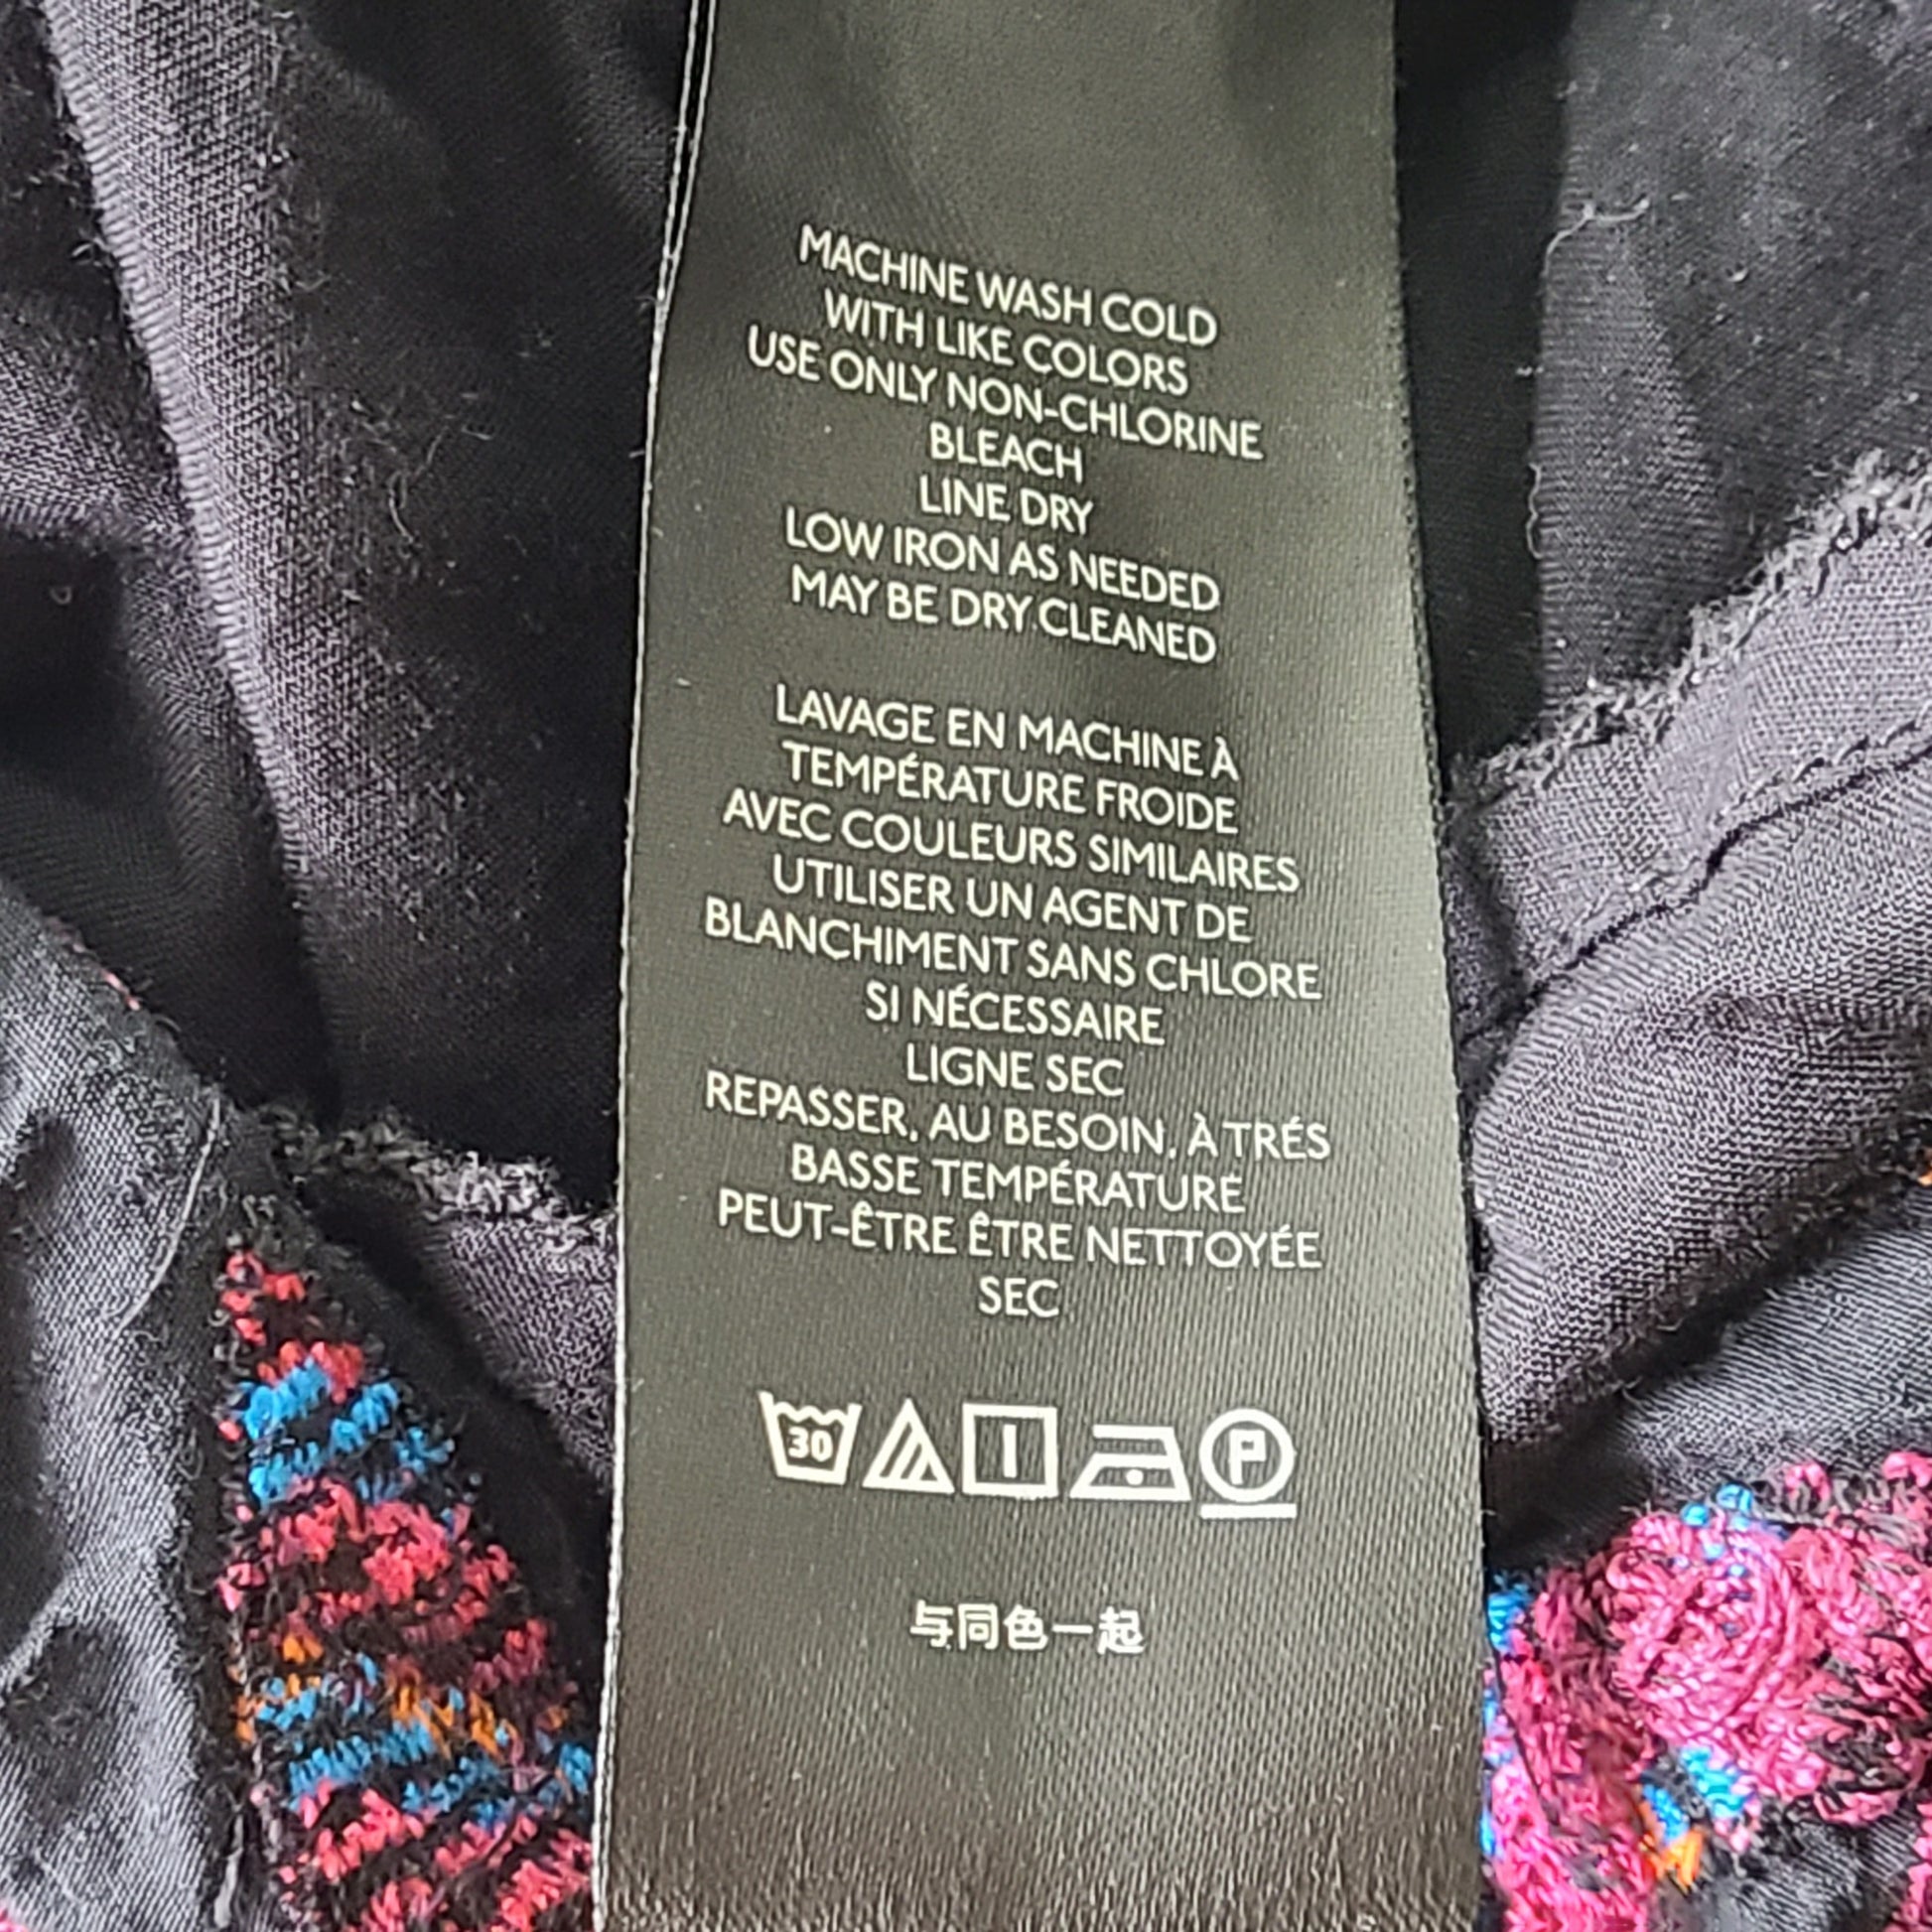 MACHINE WASH COLD
WITH LIKE COLORS
USE ONLY NON-CHLORINE
BLEACH
LINE DRY
LOW IRON AS NEEDED
MAY BE DRY CLEANED
LAVAGE EN MACHINE À
TEMPÉRATURE FROIDE
AVEC COULEURS SIMILAIRES
UTILISER UN AGENT DE
BLANCHIMENT SANS CHLORE
SI NÉCESSAIRE
LIGNE SEC
REPASSER, AU BESOIN, À TRÉS
BASSE TEMPÉRATURE
PEUT-ÊTRE ÊTRE NETTOYÉE
SEC
30 P
与同色一起